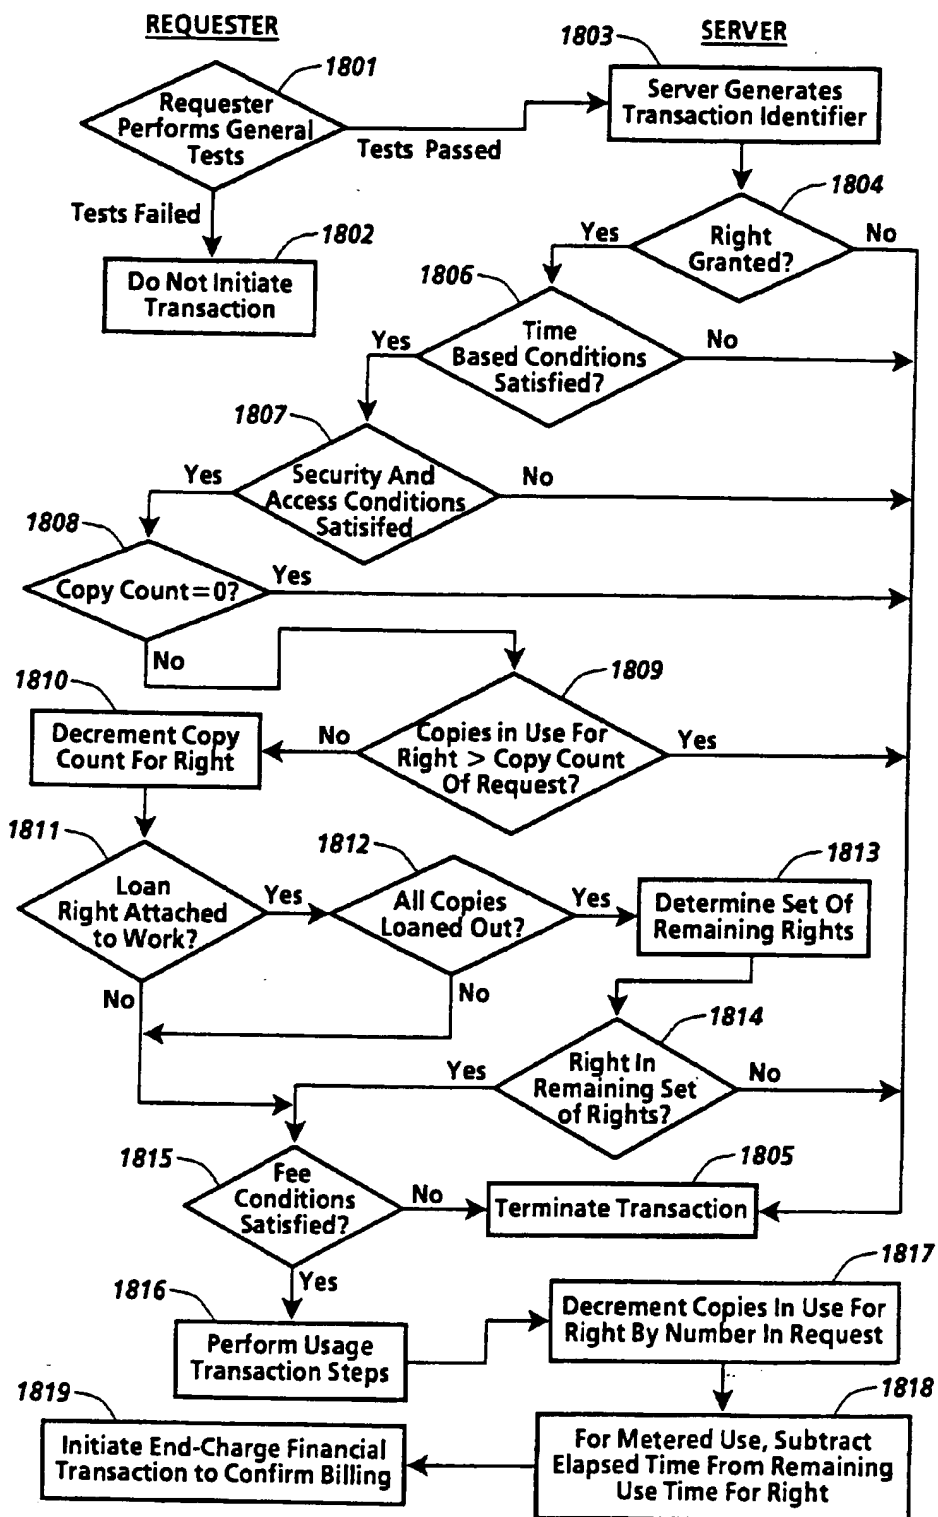 REQUESTER
SERVER
1801
Requester
Performs General
Tests
Tests Passed
Tests Failed
1803
Server Generates
Transaction Identifier
1802
Do Not Initiate
Transaction
1804
Right
Granted?
Yes
No
1806
Time
Based Conditions
Satisfied?
Yes
No
1807
Security And
Access Conditions
Satisifed
Yes
No
1808
Copy Count=0?
Yes
No
1809
Copies in Use For
Right > Copy Count
Of Request?
No
Yes
1810
Decrement Copy
Count For Right
1811
Loan
Right Attached
to Work?
Yes
No
1812
All Copies
Loaned Out?
Yes
No
1813
Determine Set Of
Remaining Rights
1814
Right In
Remaining Set
of Rights?
Yes
No
1815
Fee
Conditions
Satisfied?
No
Yes
1805
Terminate Transaction
1816
Perform Usage
Transaction Steps
1817
Decrement Copies In Use For
Right By Number In Request
1818
For Metered Use, Subtract
Elapsed Time From Remaining
Use Time For Right
1819
Initiate End-Charge Financial
Transaction to Confirm Billing